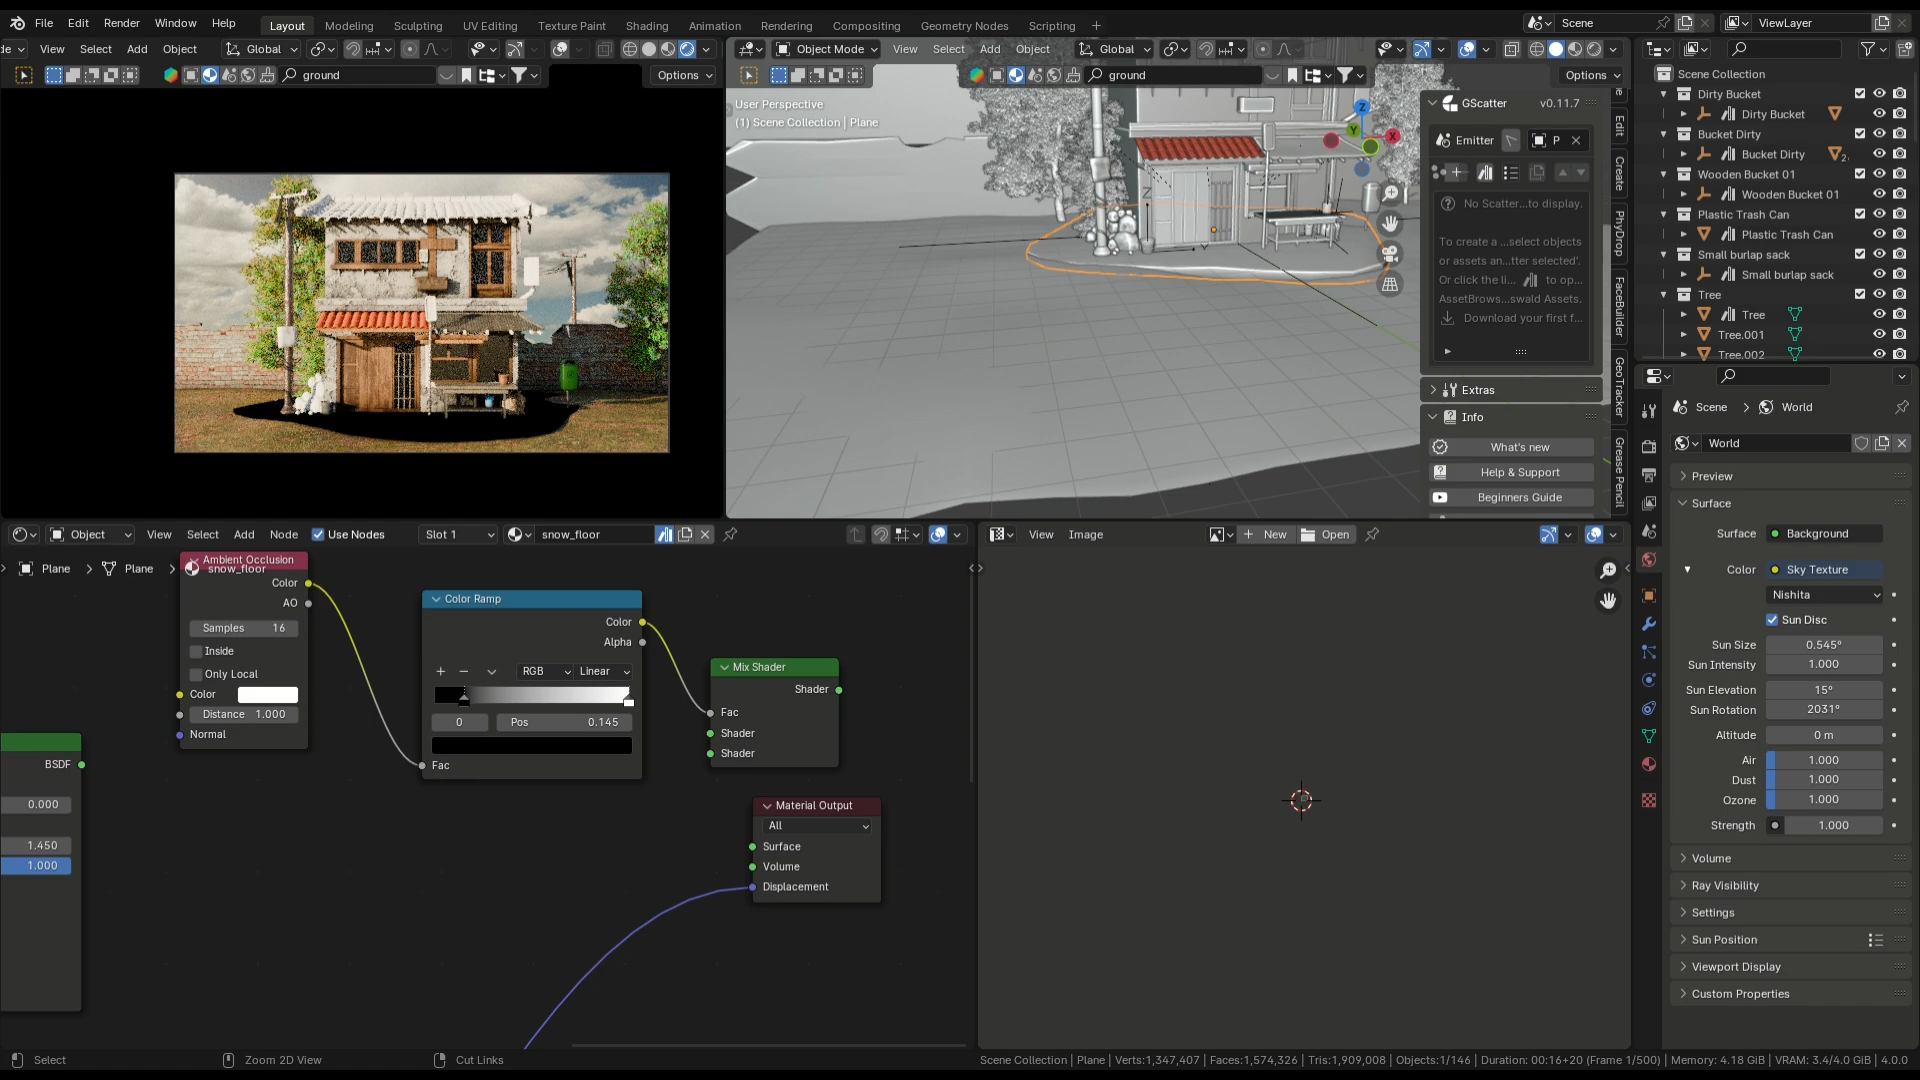 File Edit Render Window Help Layout Modeling Sculpting UV Editing Texture Paint Shading Animation Rendering Compositing Geometry Nodes Scripting + Scene ViewLayer
View Select Add Object Global Object Mode View Select Add Object Global
ground Options ground Options
User Perspective
(1) Scene Collection | Plane
GScatter v0.11.7
Emitter P
No Scatter...to display.
To create a ...select objects
or assets an...tter selected'.
Or click the li... to op...
AssetBrows...swald Assets.
Download your first f...
Extras
Info
What's new
Help & Support
Beginners Guide
Edit
Create
PhyDrop
FaceBuilder
GeoTracker
Grease Pencil
Z
Y
X
Scene Collection
Dirty Bucket
Dirty Bucket
Bucket Dirty
Bucket Dirty
Wooden Bucket 01
Wooden Bucket 01
Plastic Trash Can
Plastic Trash Can
Small burlap sack
Small burlap sack
Tree
Tree
Tree.001
Tree.002
Scene > World
World
Preview
Surface
Surface Background
Color Sky Texture
Nishita
Sun Disc
Sun Size 0.545°
Sun Intensity 1.000
Sun Elevation 15°
Sun Rotation 2031°
Altitude 0 m
Air 1.000
Dust 1.000
Ozone 1.000
Strength 1.000
Volume
Ray Visibility
Settings
Sun Position
Viewport Display
Custom Properties
Object View Select Add Node Use Nodes Slot 1 snow_floor
Plane > Plane > snow_floor
Ambient Occlusion
Color
AO
Samples 16
Inside
Only Local
Color
Distance 1.000
Normal
BSDF
0.000
1.450
1.000
Color Ramp
Color
Alpha
+ − RGB Linear
0 Pos 0.145
Fac
Mix Shader
Shader
Fac
Shader
Shader
Material Output
All
Surface
Volume
Displacement
View Image + New Open
Select Zoom 2D View Cut Links Scene Collection | Plane | Verts:1,347,407 | Faces:1,574,326 | Tris:1,909,008 | Objects:1/146 | Duration: 00:16+20 (Frame 1/500) | Memory: 4.18 GiB | VRAM: 3.4/4.0 GiB | 4.0.0